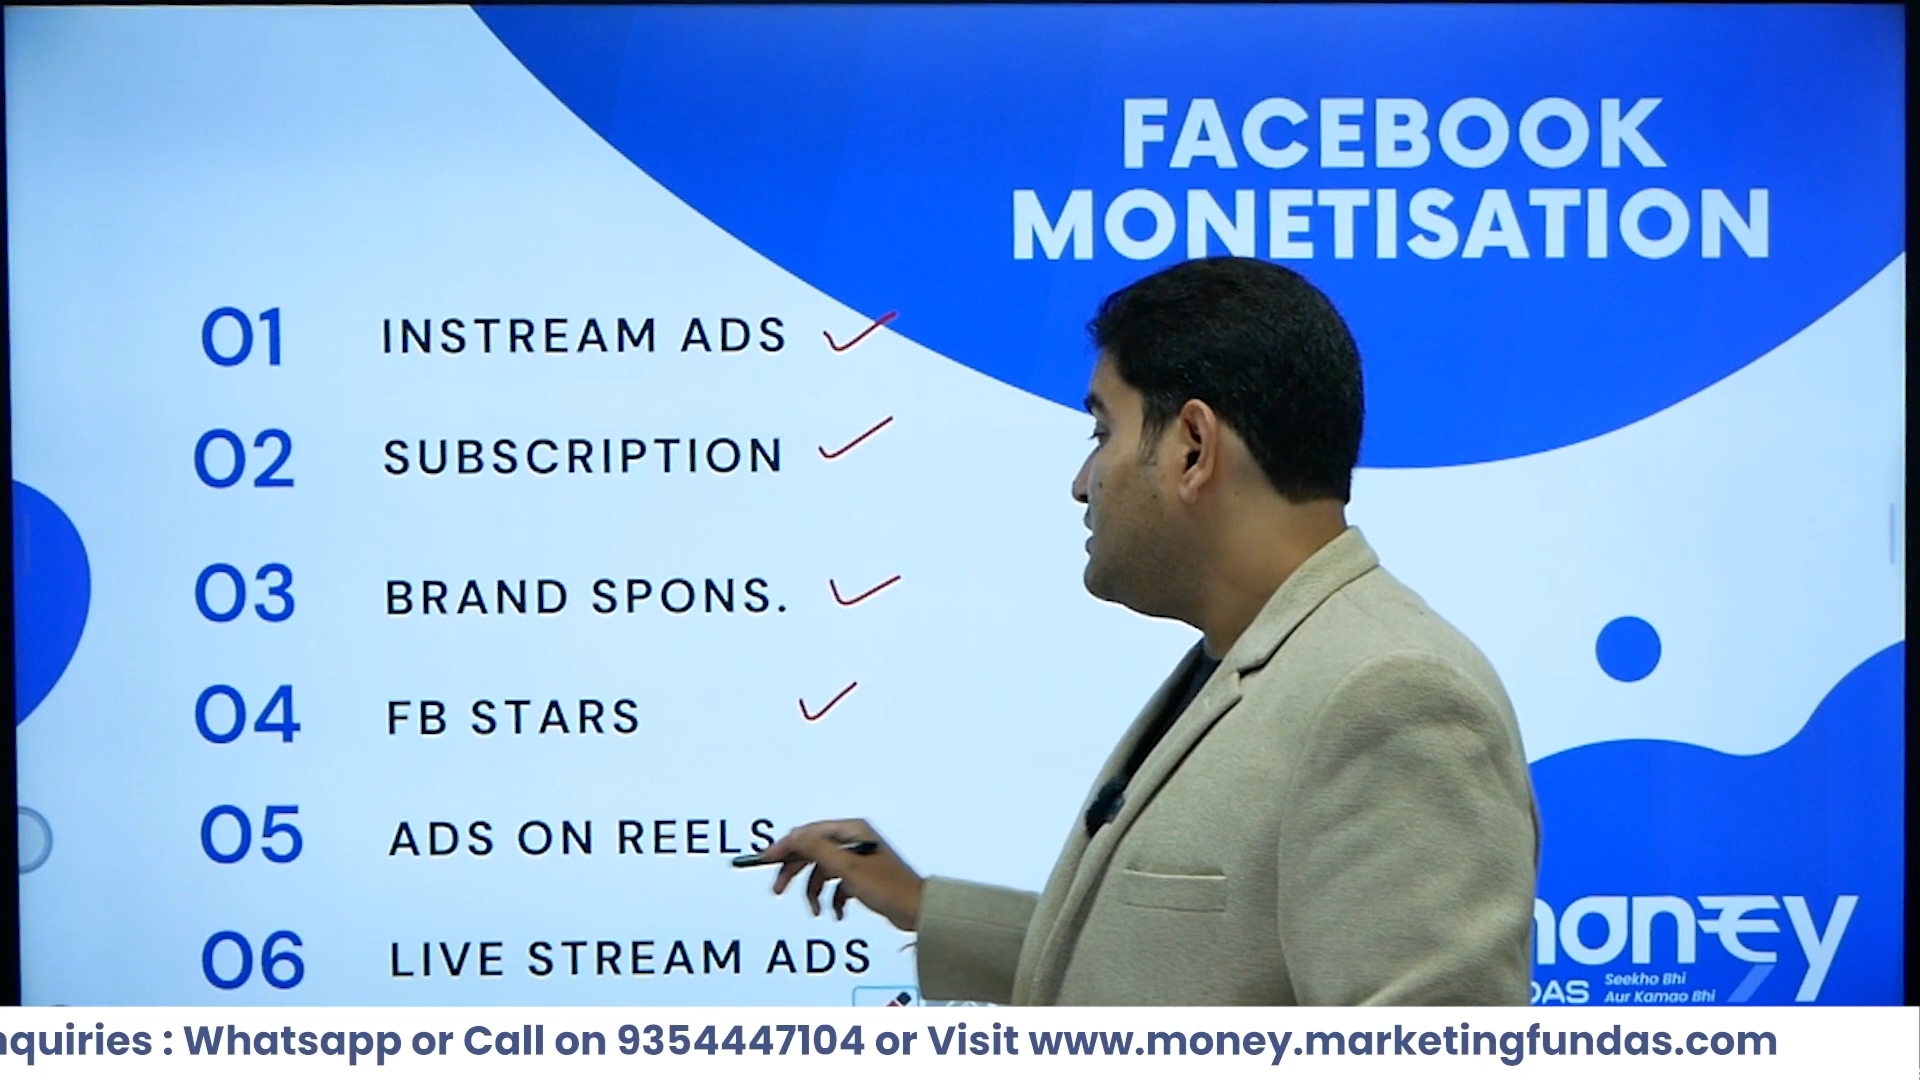 FACEBOOK
MONETISATION
01 INSTREAM ADS
02 SUBSCRIPTION
03 BRAND SPONS.
04 FB STARS
05 ADS ON REELS
06 LIVE STREAM ADS
Seekho Bhi
Aur Kamao Bhi
: Whatsapp or Call on 9354447104 or Visit www.money.marketingfundas.com